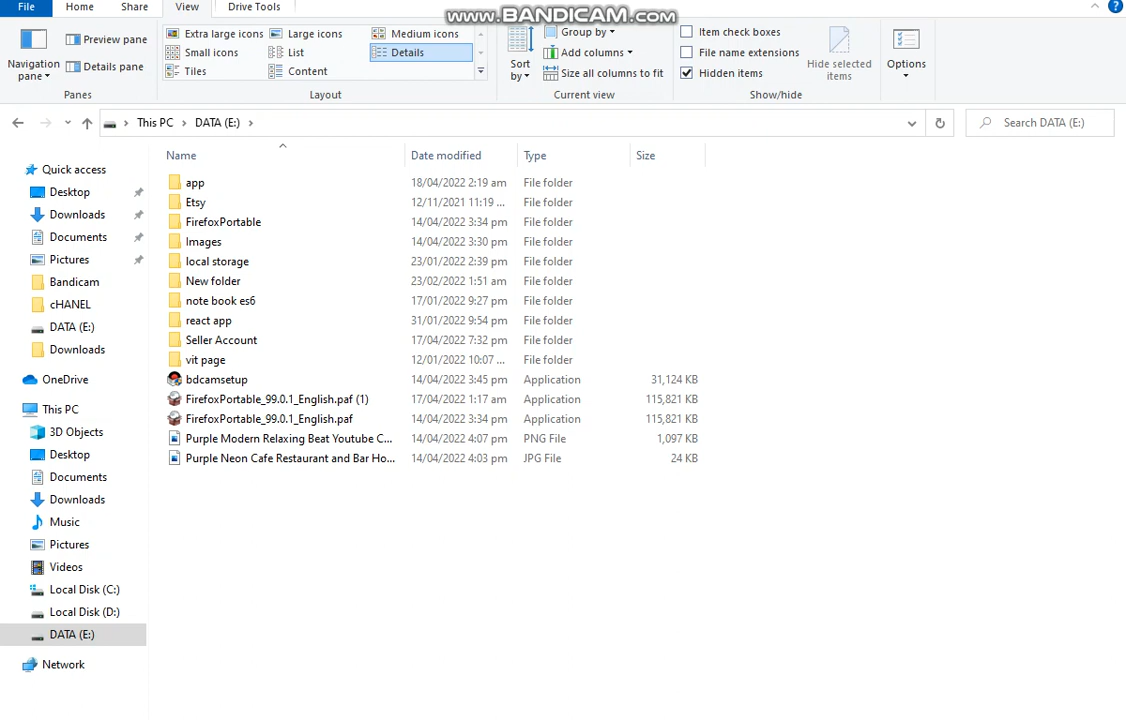 File Home Share View Drive Tools
www.BANDICAM.com
Navigation pane
Preview pane
Details pane
Panes
Extra large icons Large icons Medium icons
Small icons List Details
Tiles Content
Layout
Sort by
Group by
Add columns
Size all columns to fit
Current view
Item check boxes
File name extensions
Hidden items
Hide selected items
Show/hide
Options
This PC DATA (E:)
Search DATA (E:)
Name Date modified Type Size
app 18/04/2022 2:19 am File folder
Etsy 12/11/2021 11:19 ... File folder
FirefoxPortable 14/04/2022 3:34 pm File folder
Images 14/04/2022 3:30 pm File folder
local storage 23/01/2022 2:39 pm File folder
New folder 23/02/2022 1:51 am File folder
note book es6 17/01/2022 9:27 pm File folder
react app 31/01/2022 9:54 pm File folder
Seller Account 17/04/2022 7:32 pm File folder
vit page 12/01/2022 10:07 ... File folder
bdcamsetup 14/04/2022 3:45 pm Application 31,124 KB
FirefoxPortable_99.0.1_English.paf (1) 17/04/2022 1:17 am Application 115,821 KB
FirefoxPortable_99.0.1_English.paf 14/04/2022 3:34 pm Application 115,821 KB
Purple Modern Relaxing Beat Youtube C... 14/04/2022 4:07 pm PNG File 1,097 KB
Purple Neon Cafe Restaurant and Bar Ho... 14/04/2022 4:03 pm JPG File 24 KB
Quick access
Desktop
Downloads
Documents
Pictures
Bandicam
cHANEL
DATA (E:)
Downloads
OneDrive
This PC
3D Objects
Desktop
Documents
Downloads
Music
Pictures
Videos
Local Disk (C:)
Local Disk (D:)
DATA (E:)
Network